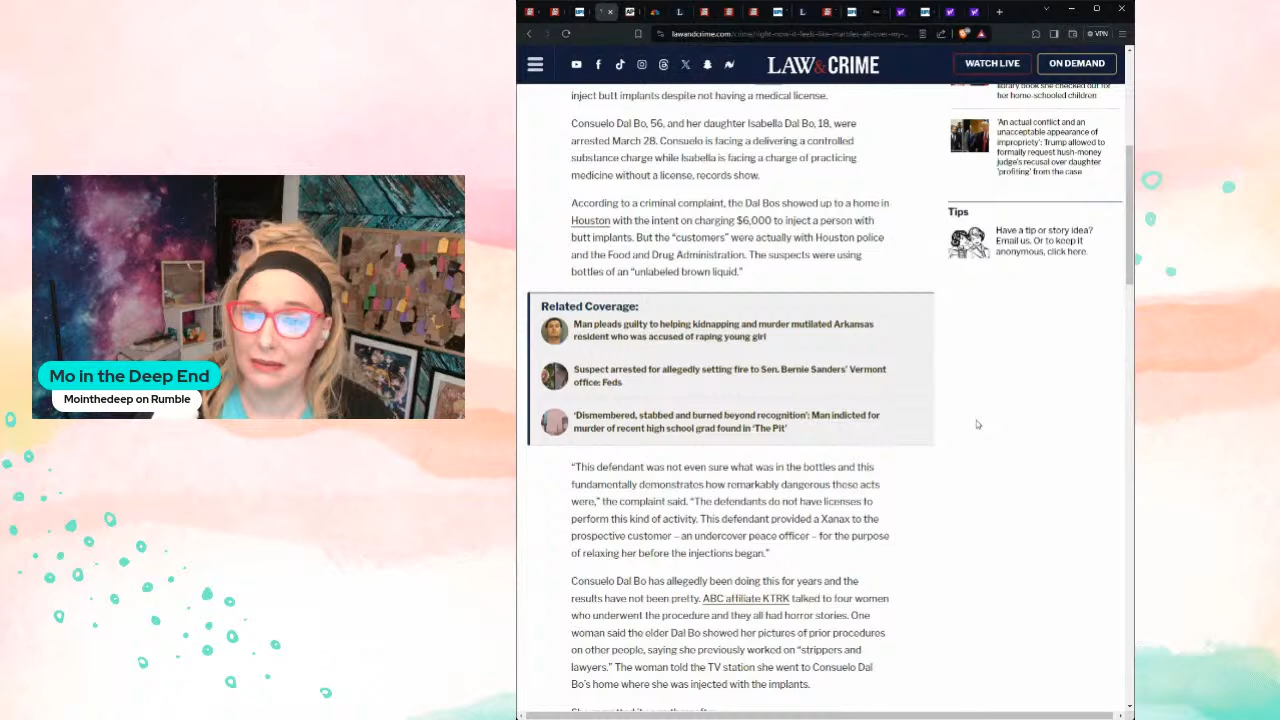 lawandcrime.com/crime/right-now-it-feels-like-marbles-all-over-my-...
VPN
LAW&CRIME
WATCH LIVE
ON DEMAND
inject butt implants despite not having a medical license.
Consuelo Dal Bo, 56, and her daughter Isabella Dal Bo, 18, were
arrested March 28. Consuelo is facing a delivering a controlled
substance charge while Isabella is facing a charge of practicing
medicine without a license, records show.
According to a criminal complaint, the Dal Bos showed up to a home in
Houston with the intent on charging $6,000 to inject a person with
butt implants. But the “customers” were actually with Houston police
and the Food and Drug Administration. The suspects were using
bottles of an “unlabeled brown liquid.”
Related Coverage:
Man pleads guilty to helping kidnapping and murder mutilated Arkansas
resident who was accused of raping young girl
Suspect arrested for allegedly setting fire to Sen. Bernie Sanders’ Vermont
office: Feds
‘Dismembered, stabbed and burned beyond recognition’: Man indicted for
murder of recent high school grad found in ‘The Pit’
“This defendant was not even sure what was in the bottles and this
fundamentally demonstrates how remarkably dangerous these acts
were,” the complaint said. “The defendants do not have licenses to
perform this kind of activity. This defendant provided a Xanax to the
prospective customer – an undercover peace officer – for the purpose
of relaxing her before the injections began.”
Consuelo Dal Bo has allegedly been doing this for years and the
results have not been pretty. ABC affiliate KTRK talked to four women
who underwent the procedure and they all had horror stories. One
woman said the elder Dal Bo showed her pictures of prior procedures
on other people, saying she previously worked on “strippers and
lawyers.” The woman told the TV station she went to Consuelo Dal
Bo’s home where she was injected with the implants.
library book she checked out for
her home-schooled children
‘An actual conflict and an
unacceptable appearance of
impropriety’: Trump allowed to
formally request hush-money
judge’s recusal over daughter
‘profiting’ from the case
Tips
Have a tip or story idea?
Email us. Or to keep it
anonymous, click here.
Mo in the Deep End
Mointhedeep on Rumble